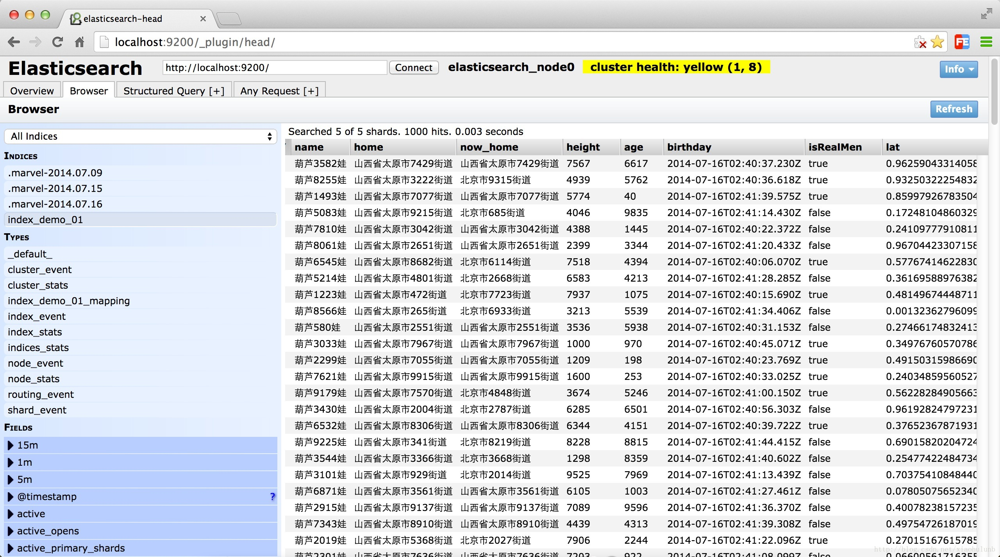 elasticsearch-head
localhost:9200/_plugin/head/
FE
Elasticsearch http://localhost:9200/ Connect elasticsearch_node0 cluster health: yellow (1, 8) Info
Overview Browser Structured Query [+] Any Request [+]
Browser Refresh
All Indices
INDICES
.marvel-2014.07.09
.marvel-2014.07.15
.marvel-2014.07.16
index_demo_01
TYPES
_default_
cluster_event
cluster_stats
index_demo_01_mapping
index_event
index_stats
indices_stats
node_event
node_stats
routing_event
shard_event
FIELDS
15m
1m
5m
@timestamp ?
active
active_opens
active_primary_shards
Searched 5 of 5 shards. 1000 hits. 0.003 seconds
name home now_home height age birthday isRealMen lat
葫芦3582娃 山西省太原市7429街道 山西省太原市7429街道 7567 6617 2014-07-16T02:40:37.230Z true 0.96259043314058
葫芦8255娃 山西省太原市3222街道 北京市9315街道 4939 5762 2014-07-16T02:40:36.618Z true 0.93250322254832
葫芦1493娃 山西省太原市7077街道 山西省太原市7077街道 5774 40 2014-07-16T02:41:39.575Z true 0.85997926783504
葫芦5083娃 山西省太原市9215街道 北京市685街道 4046 9835 2014-07-16T02:41:14.430Z false 0.17248104860329
葫芦7810娃 山西省太原市3042街道 山西省太原市3042街道 4388 1445 2014-07-16T02:40:22.372Z false 0.24109777910811
葫芦8061娃 山西省太原市2651街道 山西省太原市2651街道 2399 3344 2014-07-16T02:41:20.433Z false 0.96704423307158
葫芦6545娃 山西省太原市8682街道 北京市6114街道 7518 4394 2014-07-16T02:40:06.070Z true 0.57767414622830
葫芦5214娃 山西省太原市4801街道 北京市2668街道 6583 4213 2014-07-16T02:41:28.285Z false 0.36169588976382
葫芦1223娃 山西省太原市472街道 北京市7723街道 7937 1075 2014-07-16T02:40:15.690Z true 0.48149674448711
葫芦8566娃 山西省太原市265街道 北京市6933街道 3213 5539 2014-07-16T02:41:34.406Z false 0.00132362796099
葫芦580娃 山西省太原市2551街道 山西省太原市2551街道 3536 5938 2014-07-16T02:40:31.153Z false 0.27466174832413
葫芦3033娃 山西省太原市7967街道 山西省太原市7967街道 1000 970 2014-07-16T02:40:45.071Z true 0.34976760570786
葫芦2299娃 山西省太原市7055街道 山西省太原市7055街道 1209 198 2014-07-16T02:40:23.769Z true 0.49150315986690
葫芦7621娃 山西省太原市9915街道 山西省太原市9915街道 1600 253 2014-07-16T02:40:33.025Z true 0.24034859560527
葫芦9179娃 山西省太原市7570街道 北京市4848街道 3674 5246 2014-07-16T02:41:00.150Z true 0.56228284905663
葫芦3430娃 山西省太原市2004街道 北京市2787街道 6285 6501 2014-07-16T02:40:56.303Z false 0.96192824797231
葫芦6532娃 山西省太原市8306街道 山西省太原市8306街道 6344 4151 2014-07-16T02:40:39.722Z true 0.37652367871931
葫芦9225娃 山西省太原市341街道 北京市8219街道 8228 8815 2014-07-16T02:41:44.415Z false 0.69015820204724
葫芦3544娃 山西省太原市3366街道 北京市3668街道 1298 8359 2014-07-16T02:41:40.602Z false 0.25477422484734
葫芦3101娃 山西省太原市929街道 北京市2014街道 9525 7969 2014-07-16T02:41:13.439Z false 0.70375410848440
葫芦6871娃 山西省太原市3561街道 山西省太原市3561街道 6105 1003 2014-07-16T02:41:27.461Z false 0.07805075652340
葫芦2915娃 山西省太原市9137街道 山西省太原市9137街道 7089 9596 2014-07-16T02:41:36.370Z false 0.40078238157235
葫芦7343娃 山西省太原市8910街道 山西省太原市8910街道 4439 4313 2014-07-16T02:41:39.308Z false 0.49754726187019
葫芦2019娃 山西省太原市5368街道 北京市2027街道 7906 2244 2014-07-16T02:41:22.096Z true 0.27015167615785
葫芦2301娃 山西省太原市7636街道 山西省太原市7636街道 7203 922 2014-07-16T02:41:08.099Z false
http://blog.csdn.net/xiaohulunb